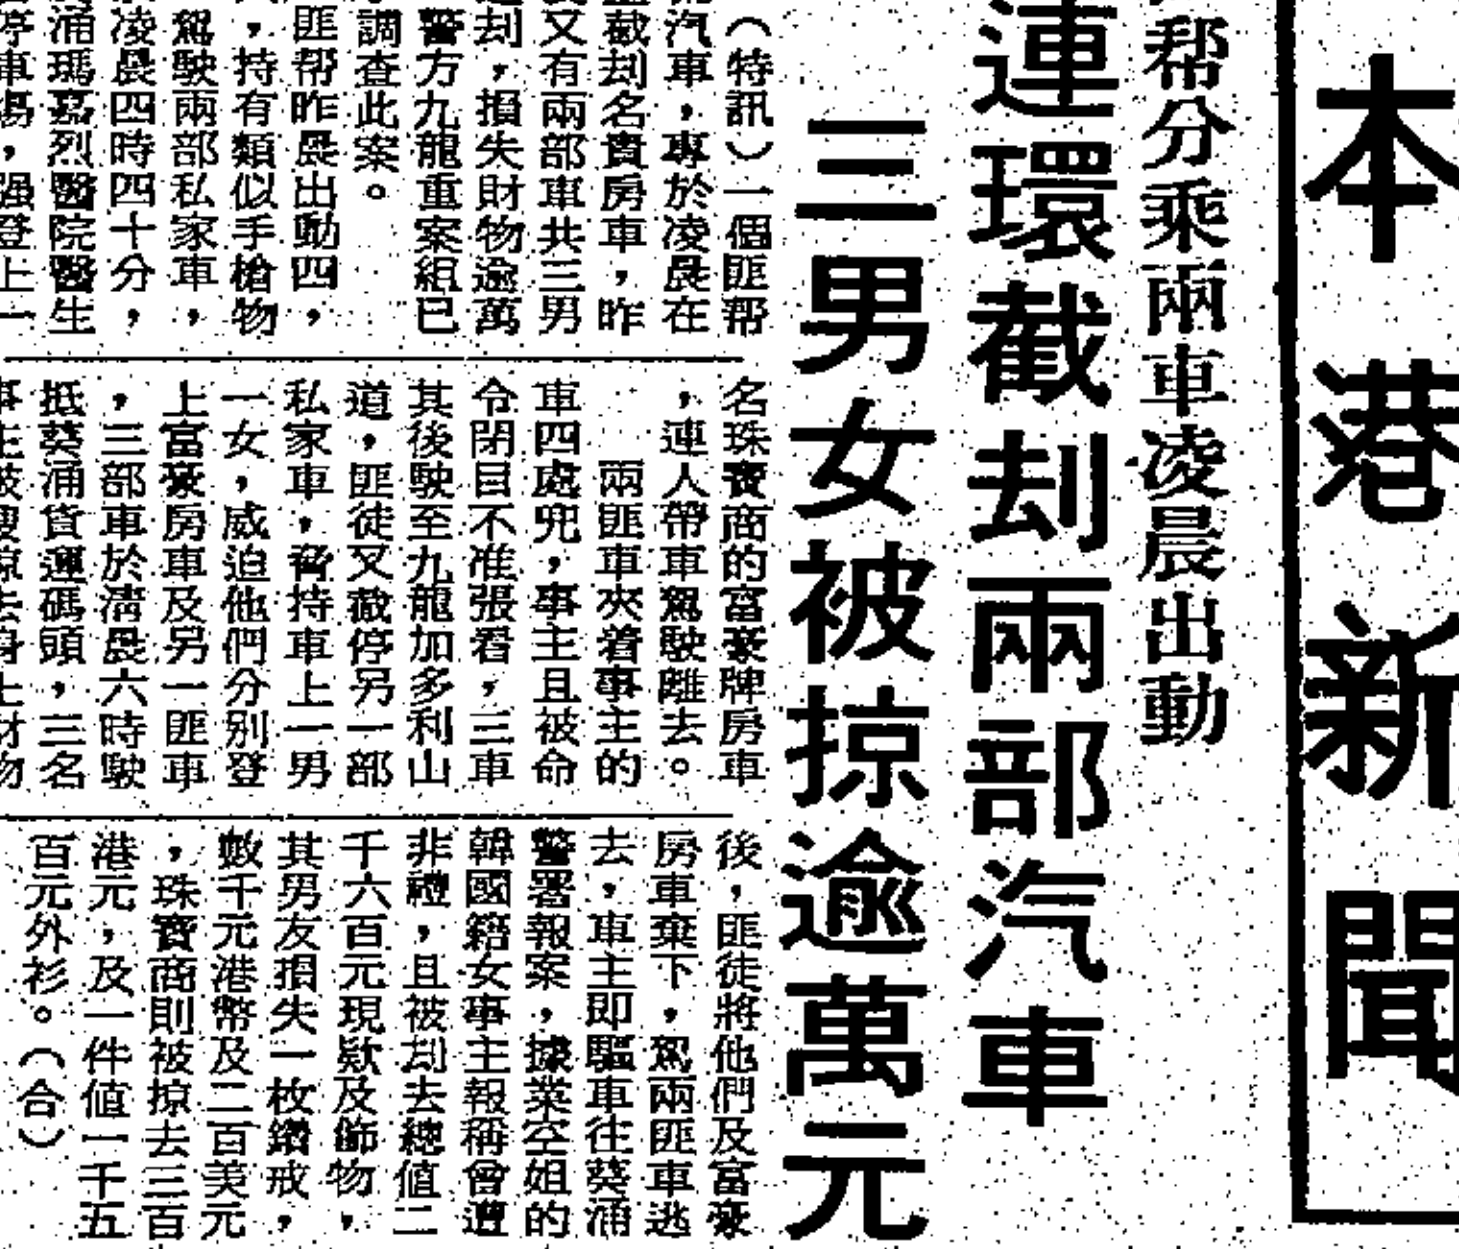 本港新聞
帮分乘兩車凌晨出動
連環截刦兩部汽車
三男女被掠逾萬元
（特訊）一個匪帮
汽車，專於凌晨在
截刦名貴房車，昨
又有兩部車共三男
刦，損失財物逾萬
警方九龍重案組已
調查此案。
匪帮昨晨出動四，
，持有類似手槍物
駕駛兩部私家車，
凌晨四時四十分，
涌瑪嘉烈醫院醫生
停車場，强登上一
名珠寶商的富豪牌房車
，連人帶車駕駛離去。
兩匪車夾着事主的
車四處兜，事主且被命
令閉目不准張看，三車
其後駛至九龍加多利山
道，匪徒又截停另一部
私家車，脅持車上一男
一女，威迫他們分别登
上富豪房車及另一匪車
，三部車於清晨六時駛
抵葵涌貨運碼頭，三名
事主被搜掠去身上財物
後，匪徒將他們及富豪
房車棄下，駕兩匪車逃
去，車主即驅車往葵涌
警署報案，據業空姐的
韓國籍女事主報稱曾遭
非禮，且被刦去總值二
千六百元現欵及飾物，
其男友損失一枚鑽戒，
數千元港幣及二百美元
，珠寶商則被掠去三百
港元，及一件值一千五
百元外衫。（合）